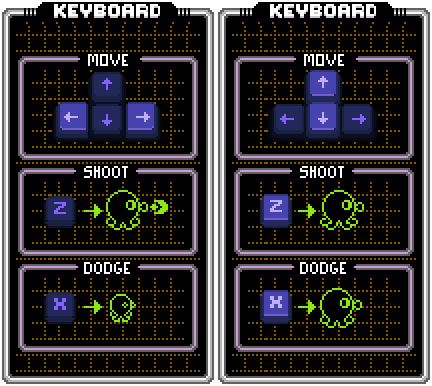 KEYBOARD
MOVE
↑
← ↓ →
SHOOT
Z
DODGE
X
KEYBOARD
MOVE
↑
← ↓ →
SHOOT
Z
DODGE
X